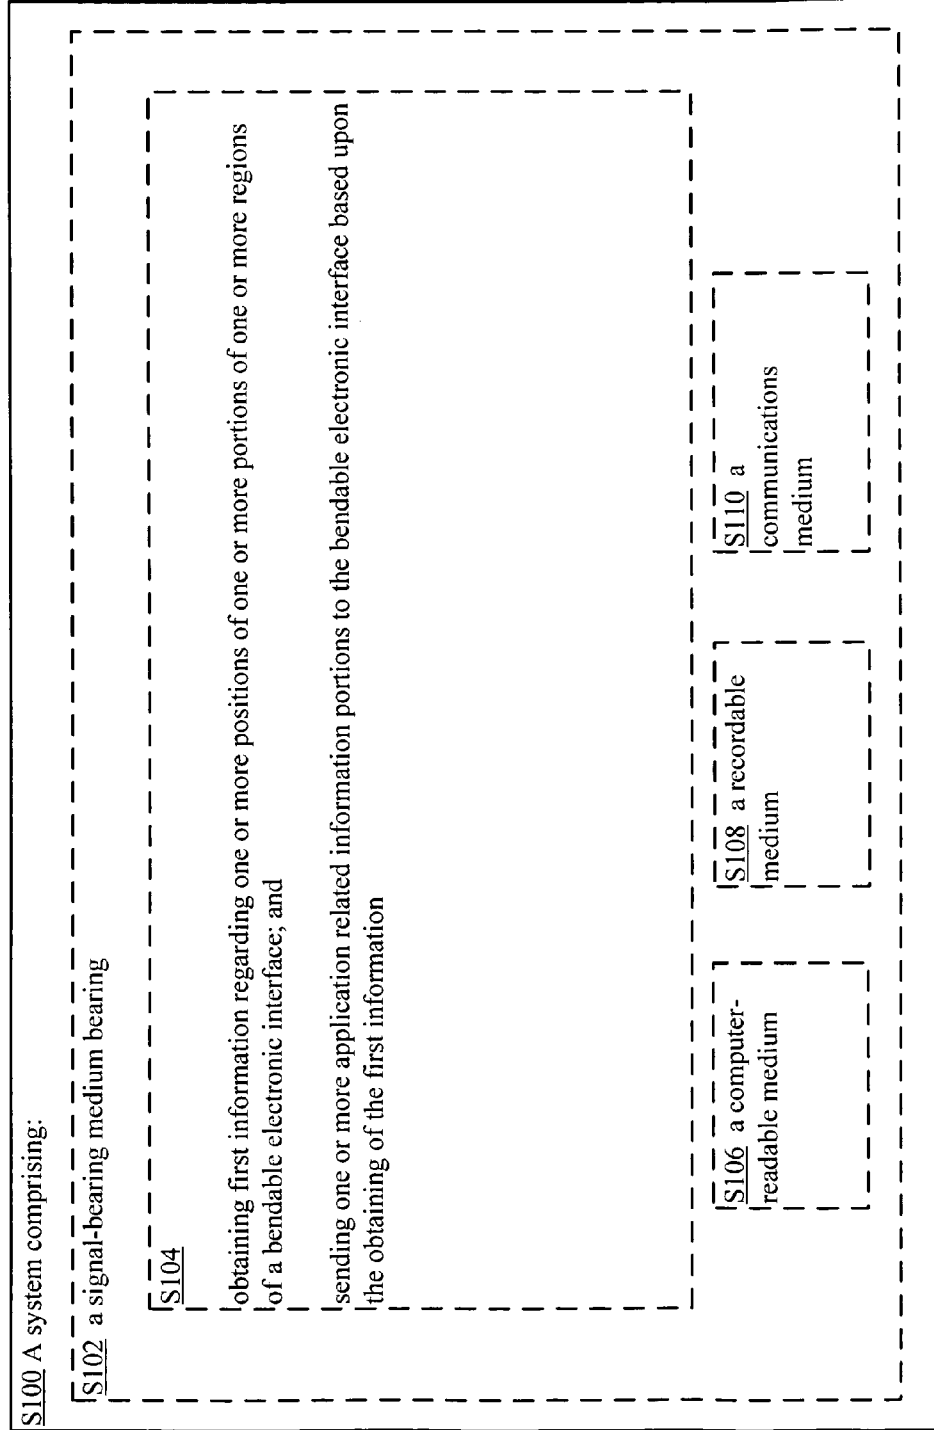 S100 A system comprising:
S102 a signal-bearing medium bearing
S104
obtaining first information regarding one or more positions of one or more portions of one or more regions
of a bendable electronic interface; and
sending one or more application related information portions to the bendable electronic interface based upon
the obtaining of the first information
S106 a computer-
readable medium
S108 a recordable
medium
S110 a
communications
medium